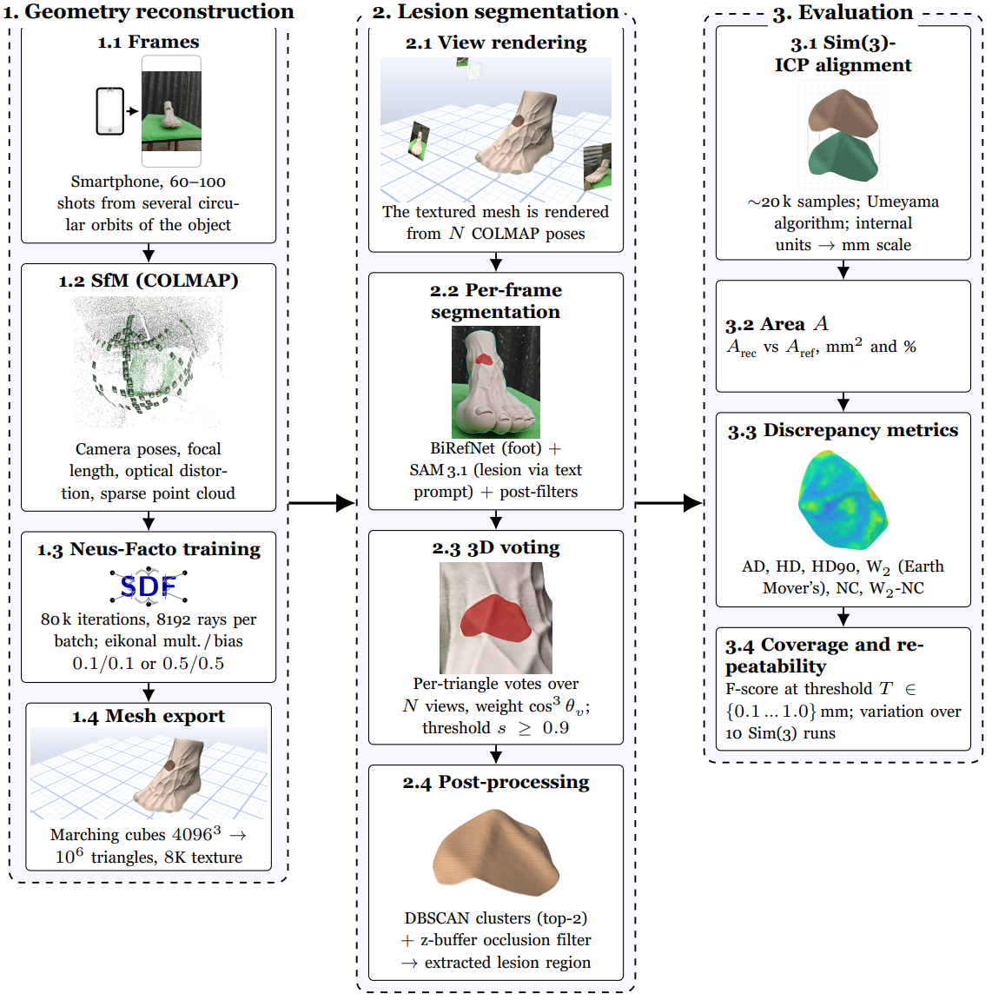 1. Geometry reconstruction
1.1 Frames
Smartphone, 60–100
shots from several circu-
lar orbits of the object
1.2 SfM (COLMAP)
Camera poses, focal
length, optical distor-
tion, sparse point cloud
1.3 Neus-Facto training
SDF
80 k iterations, 8192 rays per
batch; eikonal mult. / bias
0.1/0.1 or 0.5/0.5
1.4 Mesh export
Marching cubes 4096³ →
10⁶ triangles, 8K texture
2. Lesion segmentation
2.1 View rendering
The textured mesh is rendered
from N COLMAP poses
2.2 Per-frame
segmentation
BiRefNet (foot) +
SAM 3.1 (lesion via text
prompt) + post-filters
2.3 3D voting
Per-triangle votes over
N views, weight cos³ θᵥ;
threshold s ≥ 0.9
2.4 Post-processing
DBSCAN clusters (top-2)
+ z-buffer occlusion filter
→ extracted lesion region
3. Evaluation
3.1 Sim(3)-
ICP alignment
~20 k samples; Umeyama
algorithm; internal
units → mm scale
3.2 Area A
A_rec vs A_ref, mm² and %
3.3 Discrepancy metrics
AD, HD, HD90, W₂ (Earth
Mover's), NC, W₂-NC
3.4 Coverage and re-
peatability
F-score at threshold T ∈
{0.1 ... 1.0} mm; variation over
10 Sim(3) runs